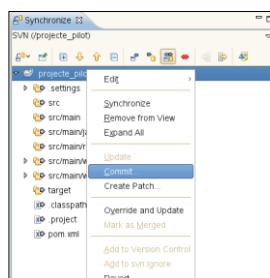 Synchronize
SVN (/projecte_pilot)
projecte_pilo
.settings
src
src/main
src/main/ja
src/main/r
src/main/w
src/main/w
target
.classpath
.project
pom.xml
Edit
Synchronize
Remove from View
Expand All
Update
Commit
Create Patch...
Override and Update
Mark as Merged
Add to Version Control
Add to svn:ignore
Revert